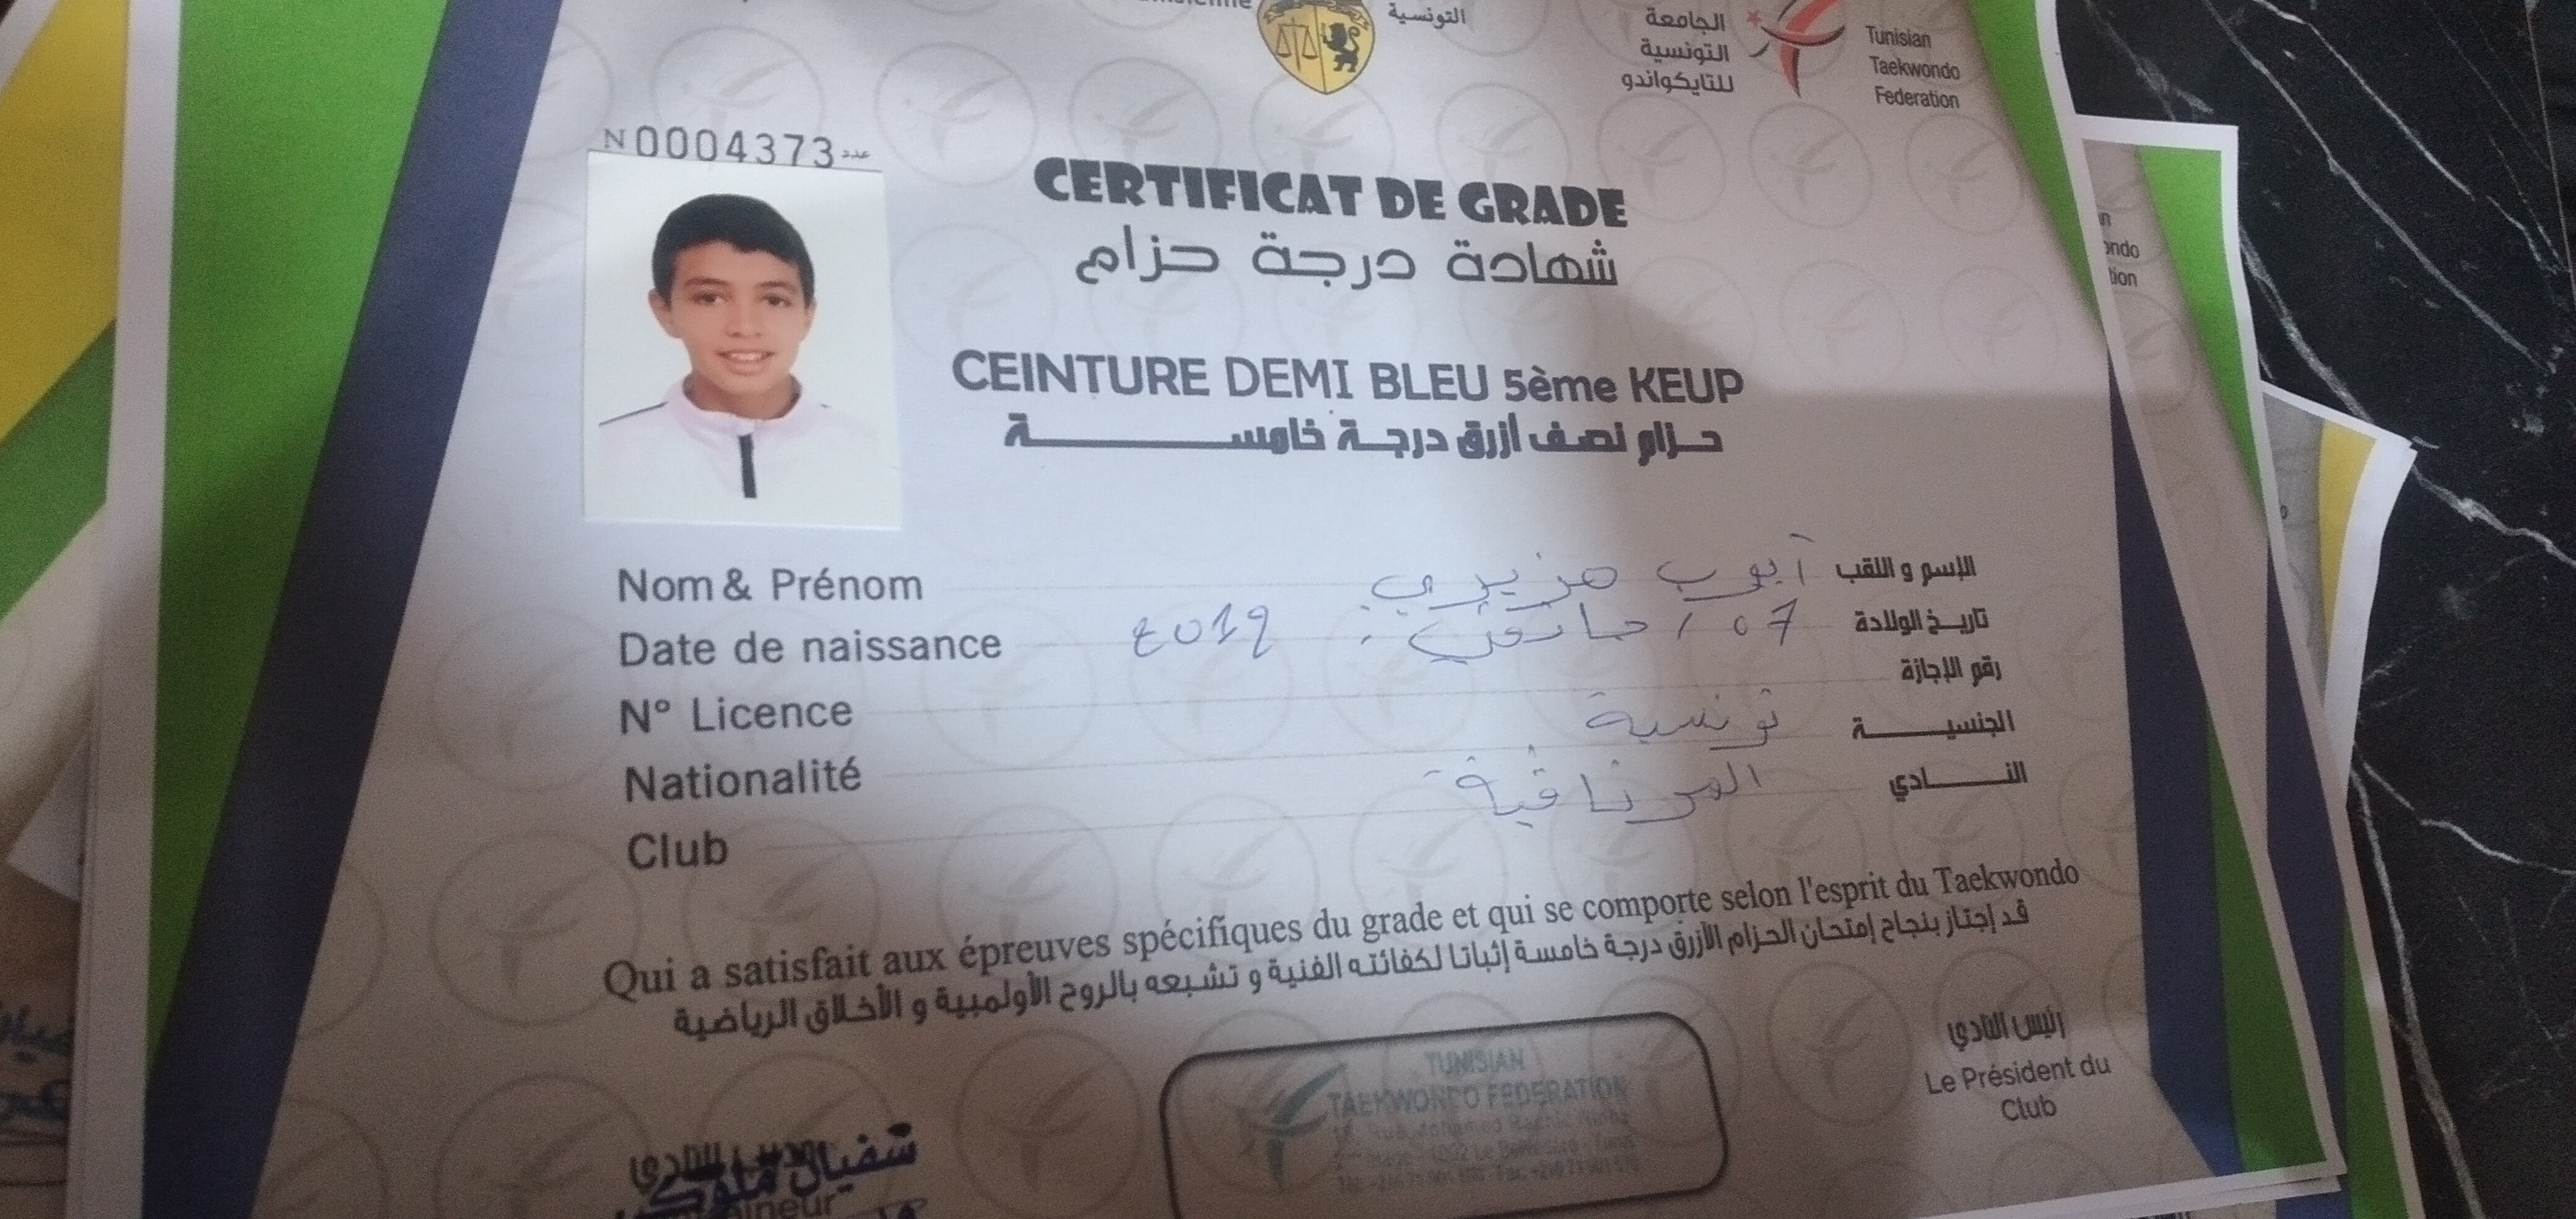 التونسية
الجامعة
التونسية
للتايكواندو
Tunisian
Taekwondo
Federation
N 0004373 عدد
CERTIFICAT DE GRADE
شهادة درجة حزام
CEINTURE DEMI BLEU 5ème KEUP
حزام نصف أزرق درجة خامسة
Nom & Prénom أيوب مزيري الإسم و اللقب
Date de naissance 07 / جانفي 2019 تاريخ الولادة
N° Licence رقم الإجازة
Nationalité تونسية الجنسية
Club المرناقية النادي
Qui a satisfait aux épreuves spécifiques du grade et qui se comporte selon l'esprit du Taekwondo
قد إجتاز بنجاح إمتحان الحزام الأزرق درجة خامسة إثباتا لكفائته الفنية و تشبعه بالروح الأولمبية و الأخلاق الرياضية
رئيس النادي
Le Président du
Club
TUNISIAN
TAEKWONDO FEDERATION